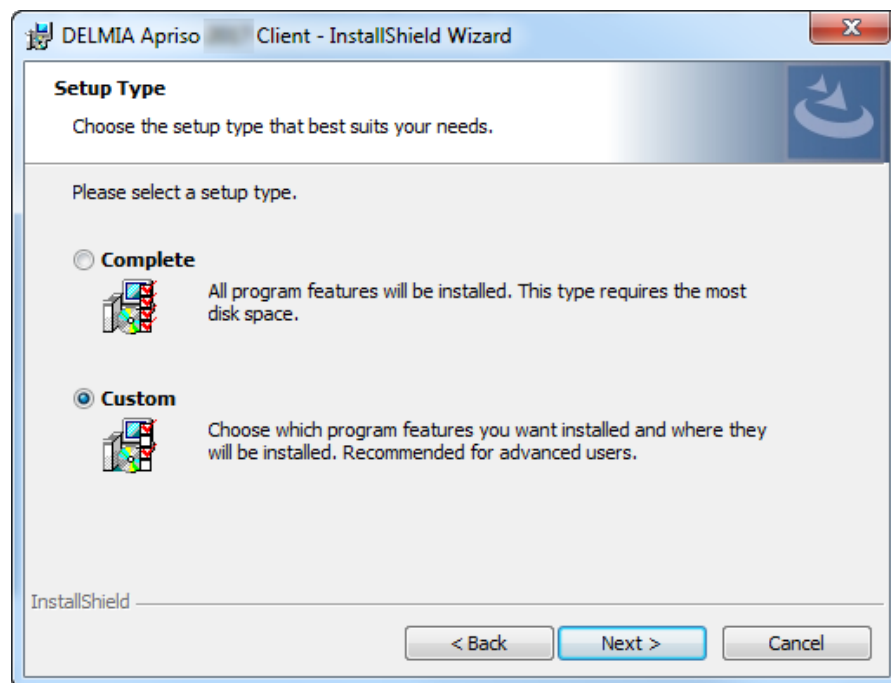 DELMIA Apriso Client - InstallShield Wizard
Setup Type
Choose the setup type that best suits your needs.
Please select a setup type.
Complete
All program features will be installed. This type requires the most
disk space.
Custom
Choose which program features you want installed and where they
will be installed. Recommended for advanced users.
InstallShield
< Back
Next >
Cancel